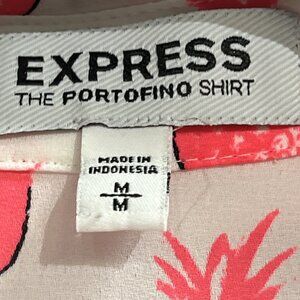 EXPRESS
THE PORTOFINO SHIRT
MADE IN
INDONESIA
M
M